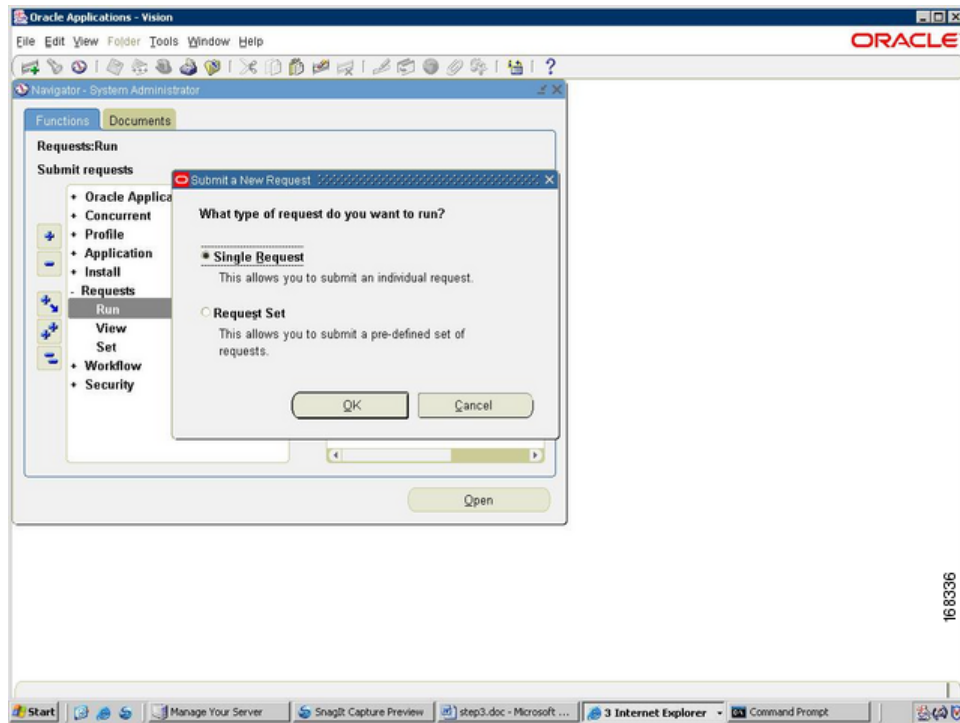 Oracle Applications - Vision
File Edit View Folder Tools Window Help
ORACLE
Navigator - System Administrator
Functions Documents
Requests:Run
Submit requests
+ Oracle Applica
+ Concurrent
+ Profile
+ Application
+ Install
- Requests
Run
View
Set
+ Workflow
+ Security
Submit a New Request
What type of request do you want to run?
Single Request
This allows you to submit an individual request.
Request Set
This allows you to submit a pre-defined set of
requests.
OK Cancel
Open
168336
Start Manage Your Server SnagIt Capture Preview step3.doc - Microsoft ... 3 Internet Explorer Command Prompt